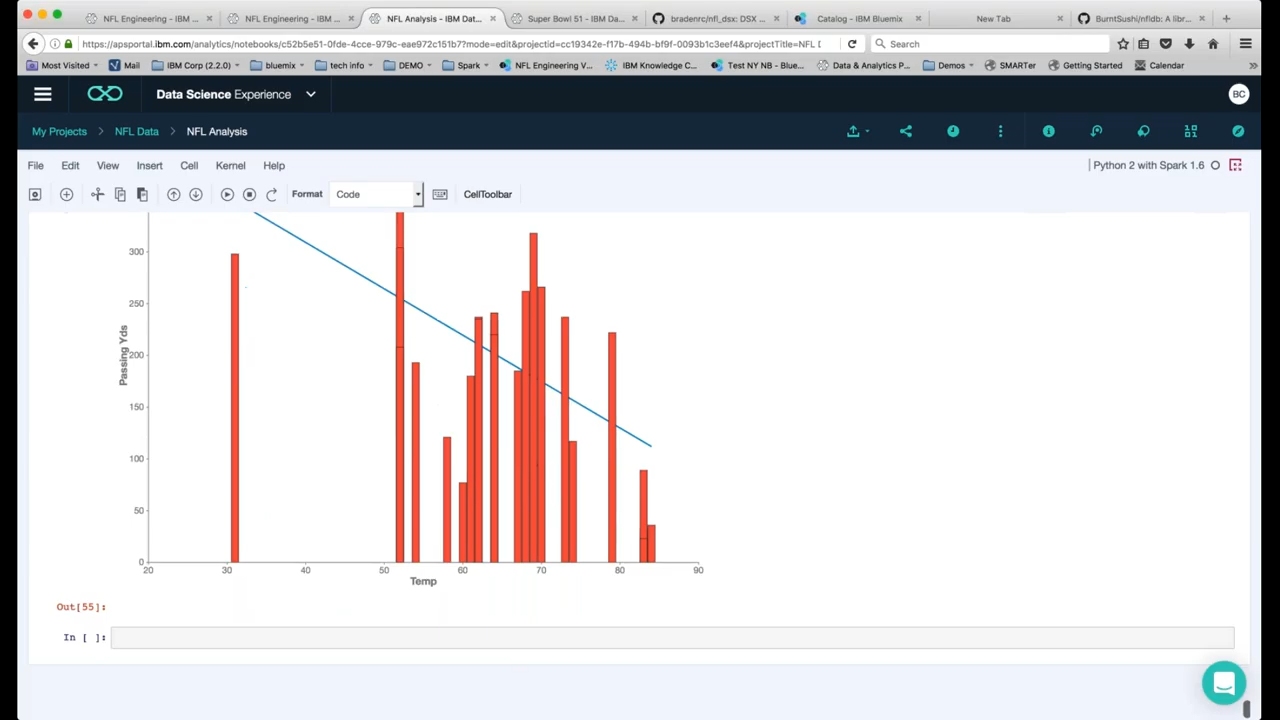 NFL Engineering - IBM ... × NFL Engineering - IBM ... × NFL Analysis - IBM Dat... × Super Bowl 51 - IBM Da... × bradenrc/nfl_dsx: DSX ... × Catalog - IBM Bluemix × New Tab × BurntSushi/nfldb: A libr... × +
https://apsportal.ibm.com/analytics/notebooks/c52b5e51-0fde-4cce-979c-eae972c151b7?mode=edit&projectid=cc19342e-f17b-494b-bf9f-0093b1c3eef4&projectTitle=NFL D Search
Most Visited Mail IBM Corp (2.2.0) bluemix tech info DEMO Spark NFL Engineering V... IBM Knowledge C... Test NY NB - Blue... Data & Analytics P... Demos SMARTer Getting Started Calendar »
Data Science Experience BC
My Projects > NFL Data > NFL Analysis
File Edit View Insert Cell Kernel Help Python 2 with Spark 1.6
Format Code CellToolbar
300
250
200
150
100
50
0
Passing Yds
20 30 40 50 60 70 80 90
Temp
Out[55]:
In [ ]: